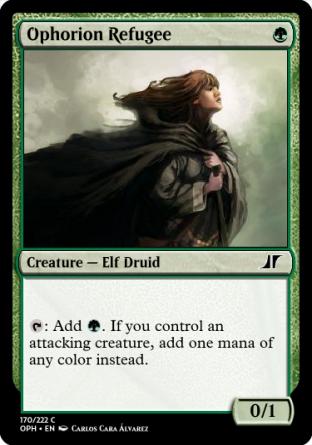 Ophorion Refugee
Creature — Elf Druid
: Add . If you control an
attacking creature, add one mana of
any color instead.
0/1
170/222 C
OPH • EN Carlos Cara Álvarez